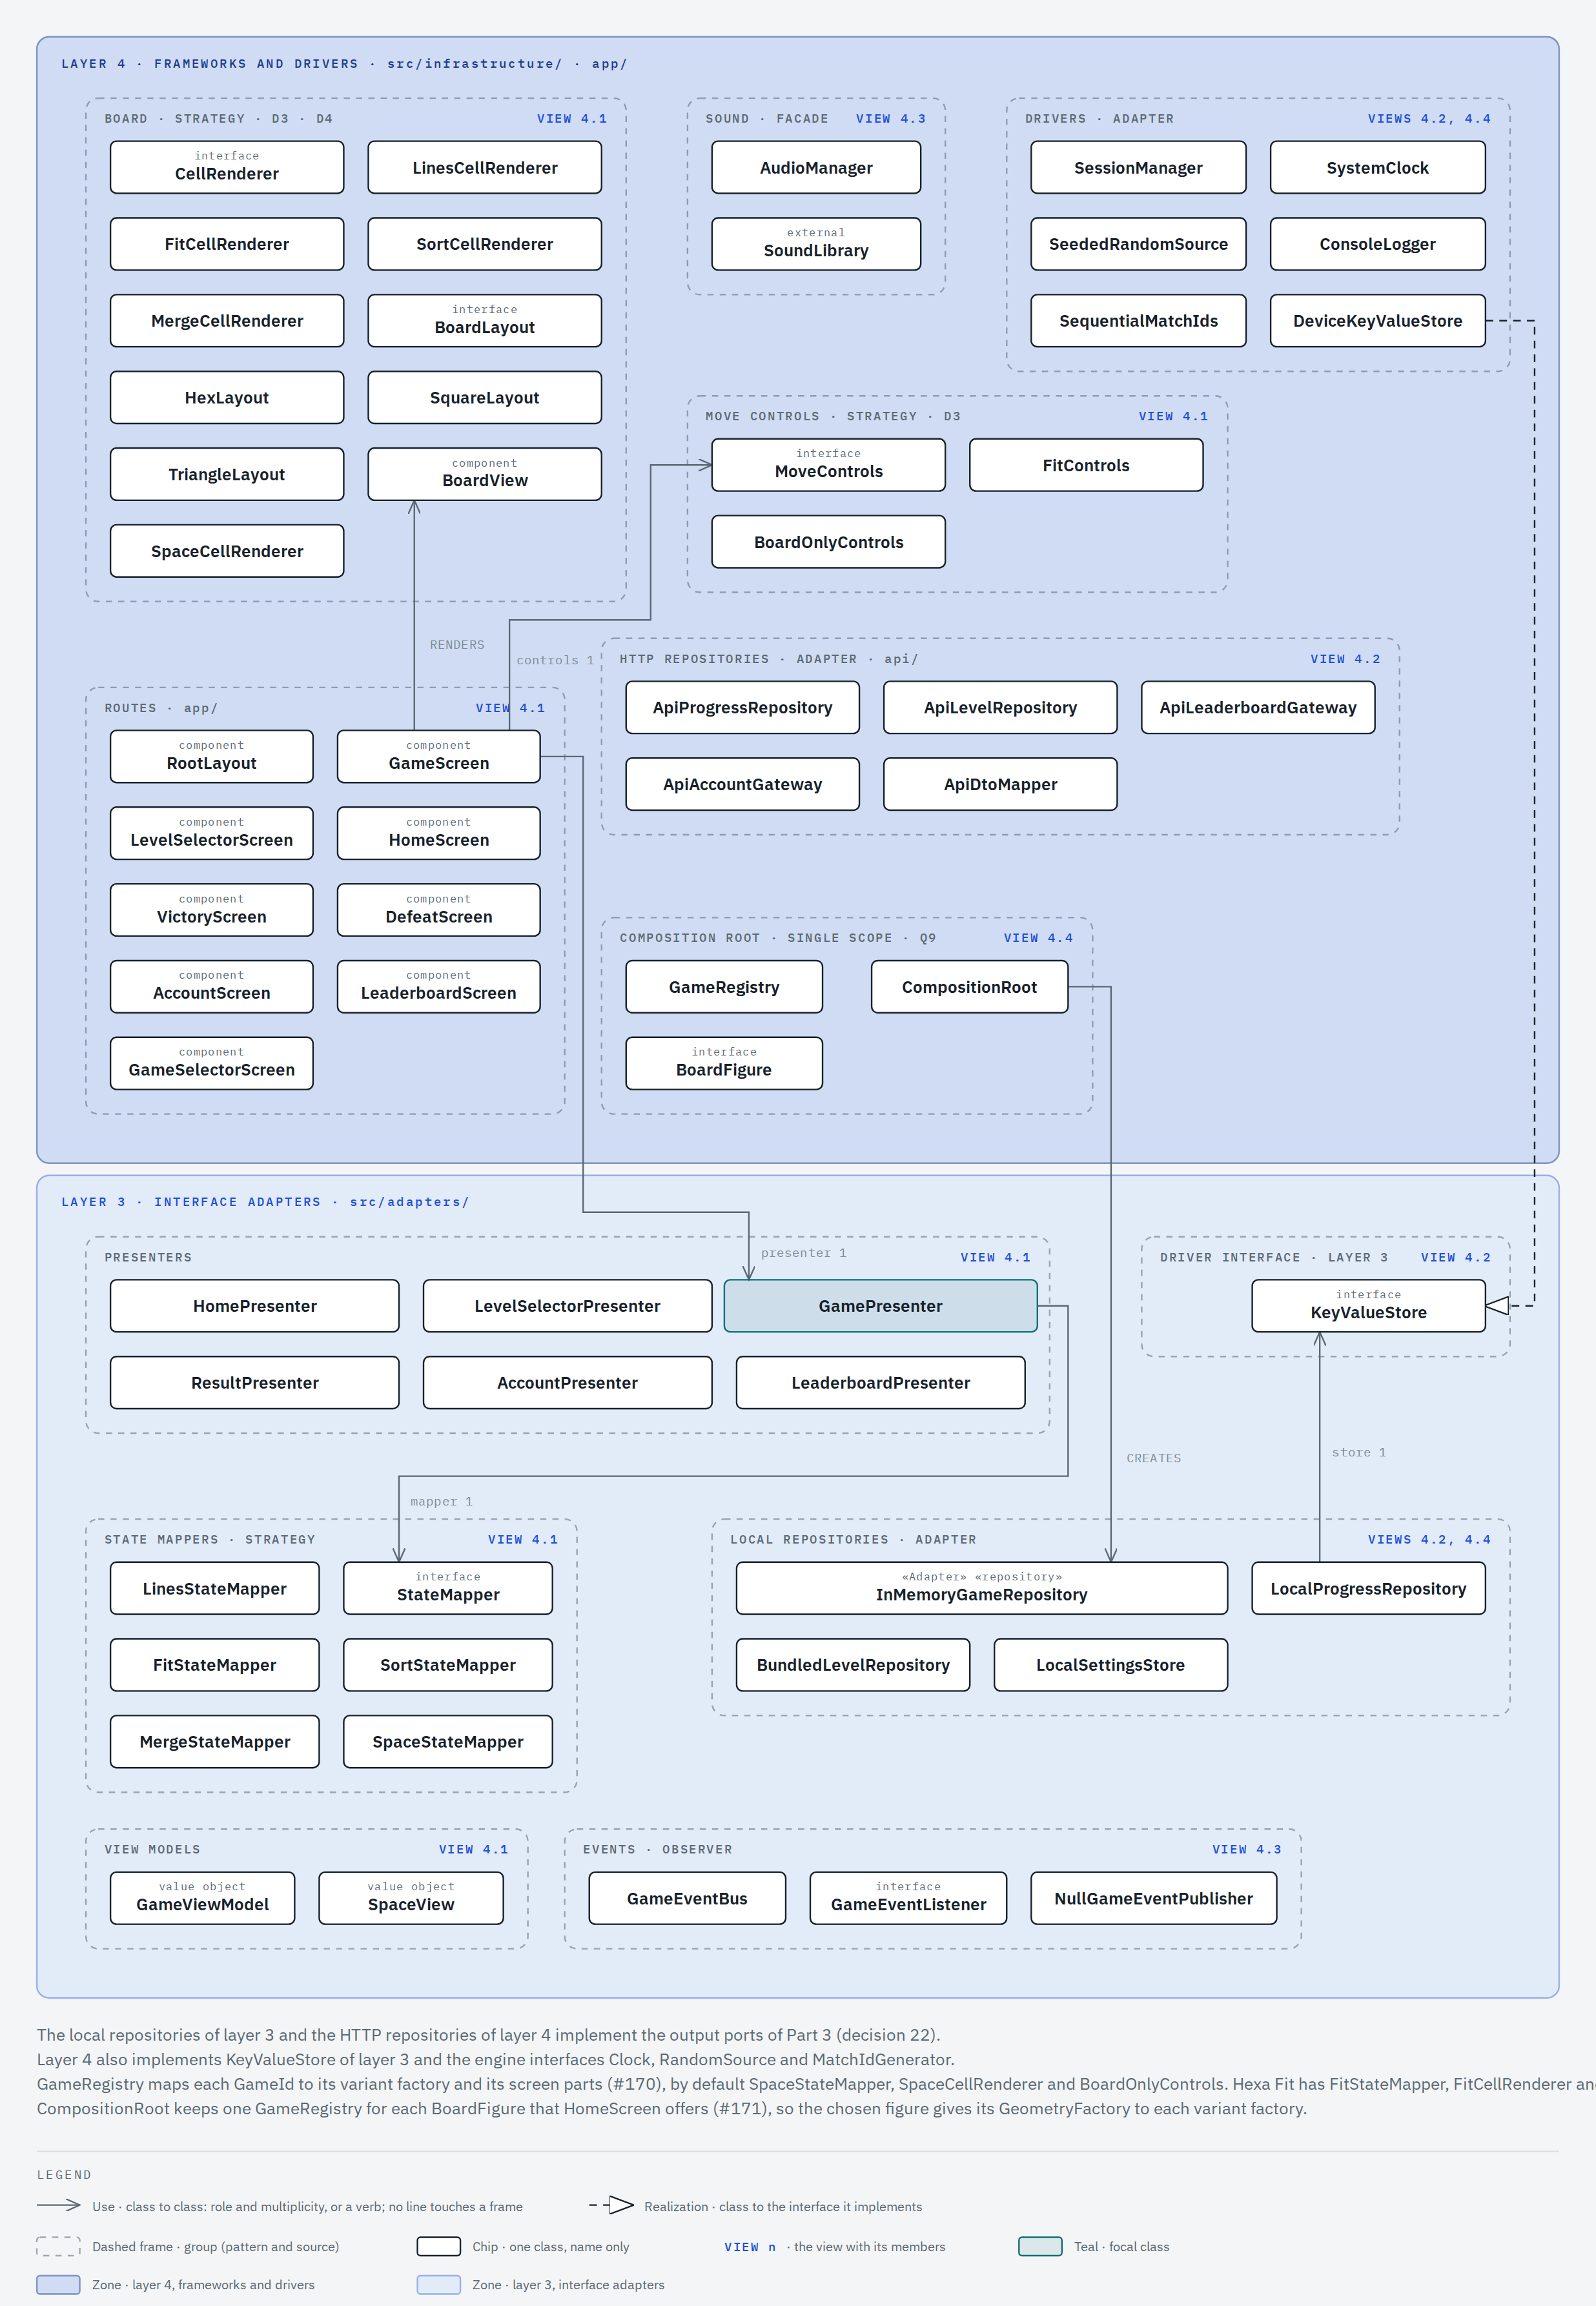 LAYER 4 · FRAMEWORKS AND DRIVERS · src/infrastructure/ · app/
BOARD · STRATEGY · D3 · D4
VIEW 4.1
interface
CellRenderer
LinesCellRenderer
FitCellRenderer
SortCellRenderer
MergeCellRenderer
interface
BoardLayout
HexLayout
SquareLayout
TriangleLayout
component
BoardView
SpaceCellRenderer
SOUND · FACADE
VIEW 4.3
AudioManager
external
SoundLibrary
DRIVERS · ADAPTER
VIEWS 4.2, 4.4
SessionManager
SystemClock
SeededRandomSource
ConsoleLogger
SequentialMatchIds
DeviceKeyValueStore
MOVE CONTROLS · STRATEGY · D3
VIEW 4.1
interface
MoveControls
FitControls
BoardOnlyControls
RENDERS
controls 1
HTTP REPOSITORIES · ADAPTER · api/
VIEW 4.2
ApiProgressRepository
ApiLevelRepository
ApiLeaderboardGateway
ApiAccountGateway
ApiDtoMapper
ROUTES · app/
VIEW 4.1
component
RootLayout
component
GameScreen
component
LevelSelectorScreen
component
HomeScreen
component
VictoryScreen
component
DefeatScreen
component
AccountScreen
component
LeaderboardScreen
component
GameSelectorScreen
COMPOSITION ROOT · SINGLE SCOPE · Q9
VIEW 4.4
GameRegistry
CompositionRoot
interface
BoardFigure
LAYER 3 · INTERFACE ADAPTERS · src/adapters/
PRESENTERS
presenter 1
VIEW 4.1
HomePresenter
LevelSelectorPresenter
GamePresenter
ResultPresenter
AccountPresenter
LeaderboardPresenter
DRIVER INTERFACE · LAYER 3
VIEW 4.2
interface
KeyValueStore
store 1
CREATES
mapper 1
STATE MAPPERS · STRATEGY
VIEW 4.1
LinesStateMapper
interface
StateMapper
FitStateMapper
SortStateMapper
MergeStateMapper
SpaceStateMapper
LOCAL REPOSITORIES · ADAPTER
VIEWS 4.2, 4.4
«Adapter» «repository»
InMemoryGameRepository
LocalProgressRepository
BundledLevelRepository
LocalSettingsStore
VIEW MODELS
VIEW 4.1
value object
GameViewModel
value object
SpaceView
EVENTS · OBSERVER
VIEW 4.3
GameEventBus
interface
GameEventListener
NullGameEventPublisher
The local repositories of layer 3 and the HTTP repositories of layer 4 implement the output ports of Part 3 (decision 22).
Layer 4 also implements KeyValueStore of layer 3 and the engine interfaces Clock, RandomSource and MatchIdGenerator.
GameRegistry maps each GameId to its variant factory and its screen parts (#170), by default SpaceStateMapper, SpaceCellRenderer and BoardOnlyControls. Hexa Fit has FitStateMapper, FitCellRenderer
CompositionRoot keeps one GameRegistry for each BoardFigure that HomeScreen offers (#171), so the chosen figure gives its GeometryFactory to each variant factory.
LEGEND
Use · class to class: role and multiplicity, or a verb; no line touches a frame
Realization · class to the interface it implements
Dashed frame · group (pattern and source)
Chip · one class, name only
VIEW n · the view with its members
Teal · focal class
Zone · layer 4, frameworks and drivers
Zone · layer 3, interface adapters